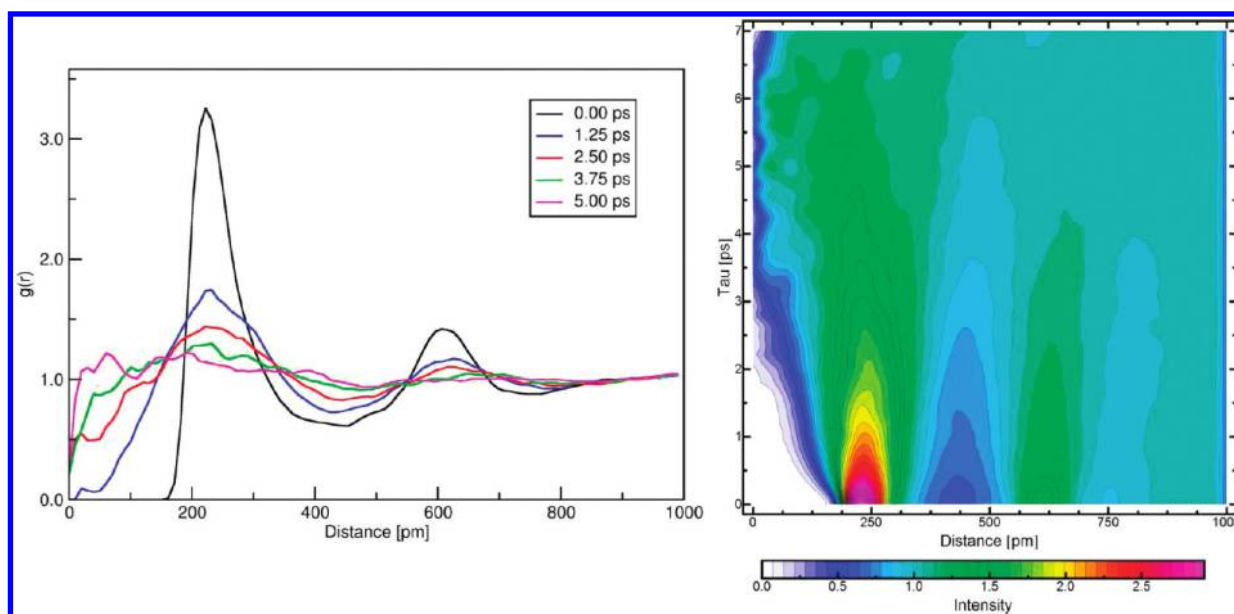 3.0
2.0
1.0
0.0
g(r)
0.00 ps
1.25 ps
2.50 ps
3.75 ps
5.00 ps
0 200 400 600 800 1000
Distance [pm]
7
6
5
4
3
2
1
0
Tau [ps]
0 250 500 750 1000
Distance [pm]
0.0 0.5 1.0 1.5 2.0 2.5
Intensity